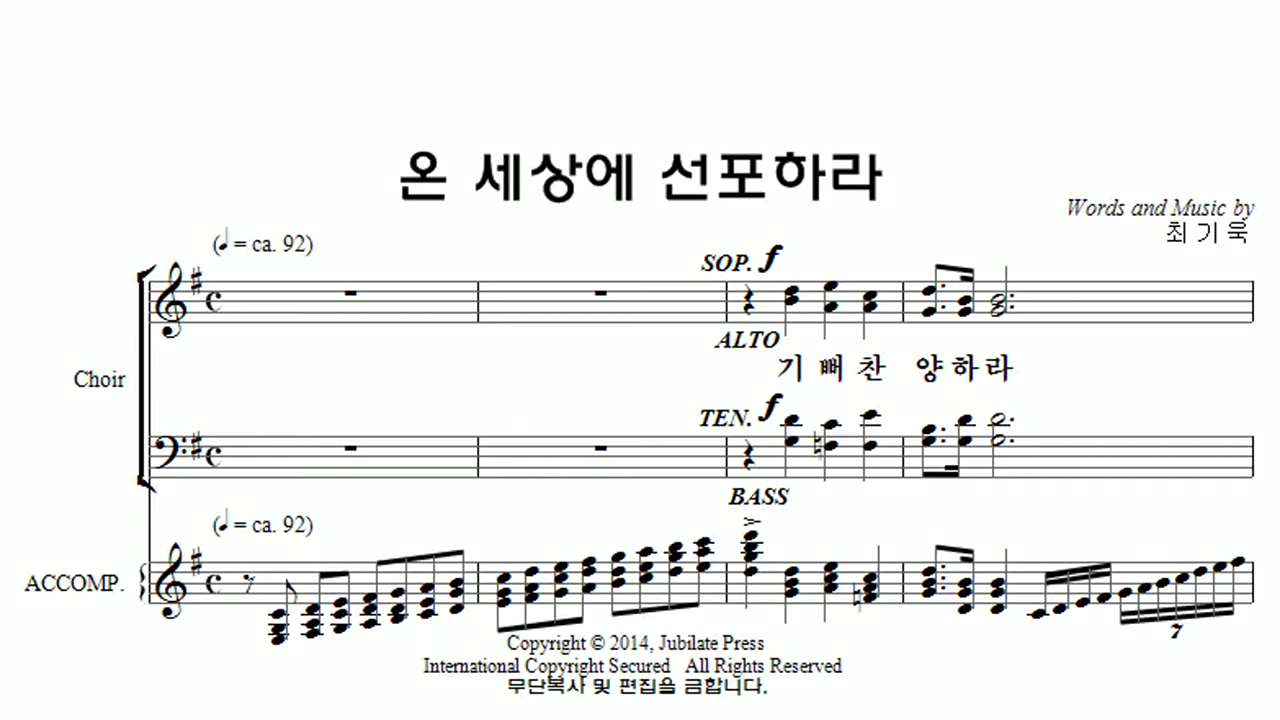 온 세상에 선포하라
Words and Music by
최 기 욱
(♩ = ca. 92)
SOP. f
ALTO
Choir
기 뻐 찬 양 하 라
TEN. f
BASS
(♩ = ca. 92)
ACCOMP.
7
Copyright © 2014, Jubilate Press
International Copyright Secured All Rights Reserved
무단복사 및 편집을 금합니다.